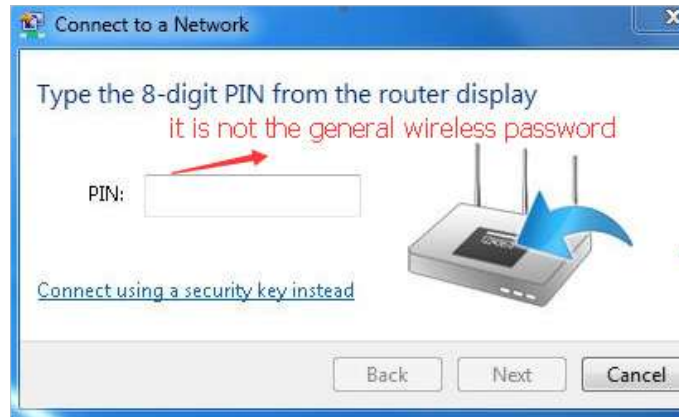 Connect to a Network
Type the 8-digit PIN from the router display
it is not the general wireless password
PIN:
Connect using a security key instead
Back
Next
Cancel